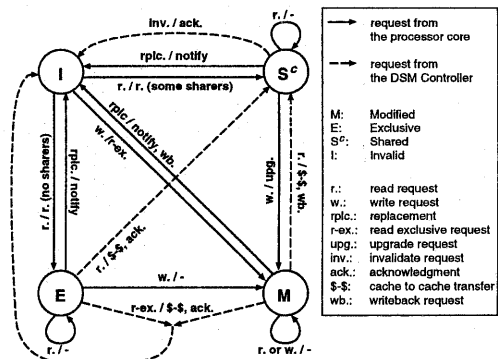 inv. / ack.
r. / -
rplc. / notify
I
S^c
r. / r. (some sharers)
r. / r. (no sharers)
rplc. / notify
rplc / notify, wb.
w. /r-ex.
w. / upg.
r. / $-$, wb.
r. / $-$, ack.
w. / -
E
M
r-ex. / $-$, ack.
r. / -
r. or w. / -
request from
the processor core
request from
the DSM Controller
M: Modified
E: Exclusive
S^c: Shared
I: Invalid
r.: read request
w.: write request
rplc.: replacement
r-ex.: read exclusive request
upg.: upgrade request
inv.: invalidate request
ack.: acknowledgment
$-$: cache to cache transfer
wb.: writeback request